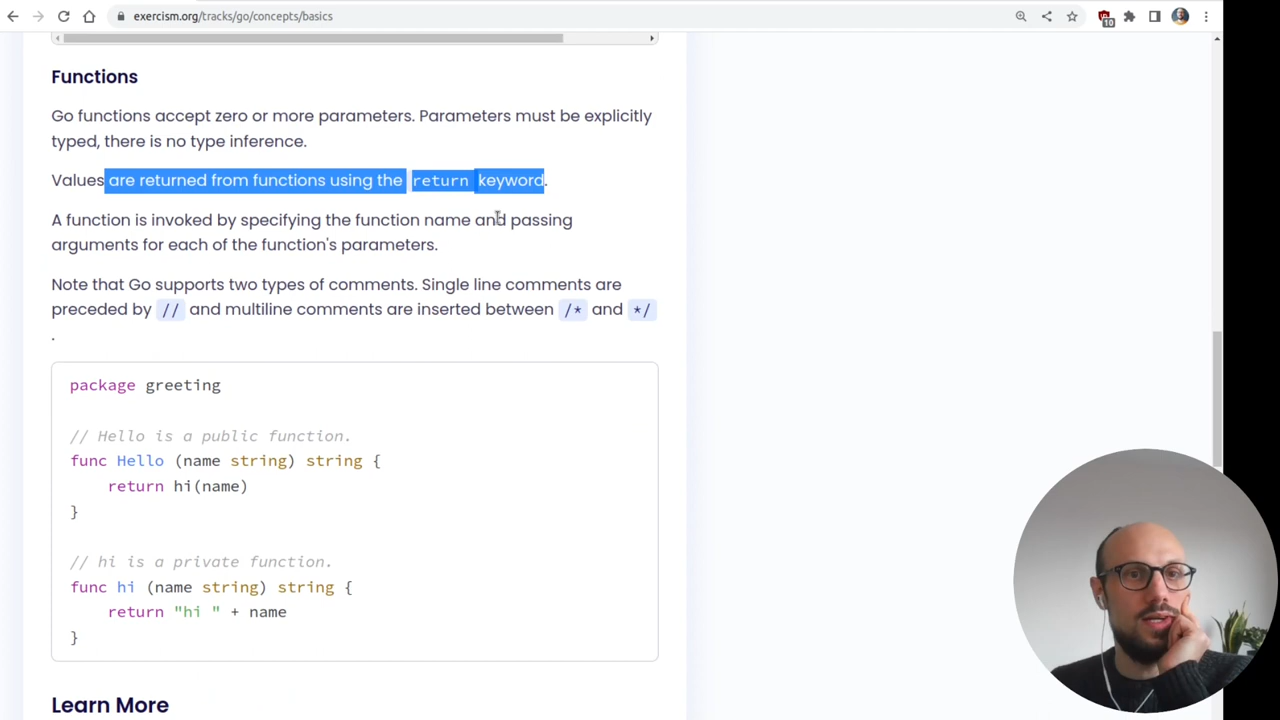 exercism.org/tracks/go/concepts/basics
10
Functions
Go functions accept zero or more parameters. Parameters must be explicitly
typed, there is no type inference.
Values are returned from functions using the return keyword.
A function is invoked by specifying the function name and passing
arguments for each of the function's parameters.
Note that Go supports two types of comments. Single line comments are
preceded by // and multiline comments are inserted between /* and */
.
package greeting
// Hello is a public function.
func Hello (name string) string {
    return hi(name)
}
// hi is a private function.
func hi (name string) string {
    return "hi " + name
}
Learn More